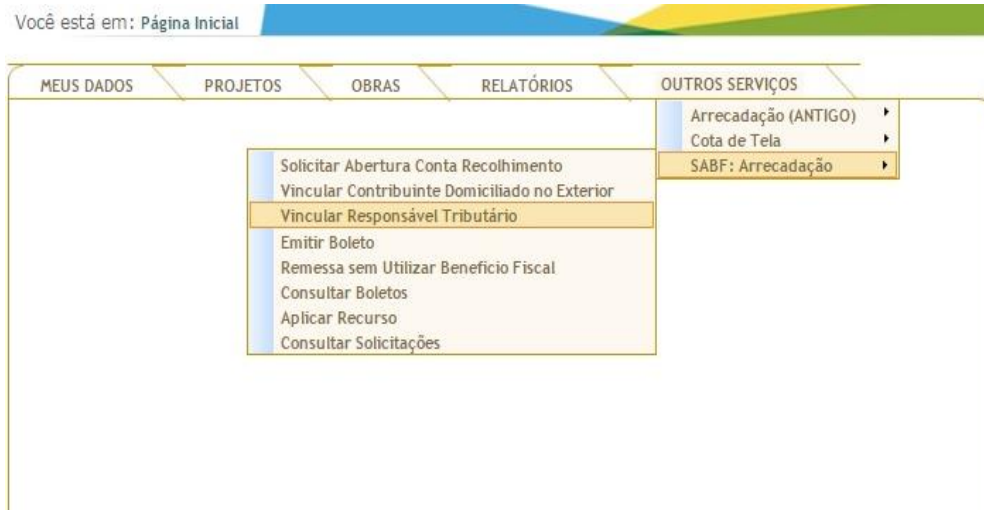 Você está em: Página Inicial
MEUS DADOS PROJETOS OBRAS RELATÓRIOS OUTROS SERVIÇOS
Arrecadação (ANTIGO)
Cota de Tela
SABF: Arrecadação
Solicitar Abertura Conta Recolhimento
Vincular Contribuinte Domiciliado no Exterior
Vincular Responsável Tributário
Emitir Boleto
Remessa sem Utilizar Benefício Fiscal
Consultar Boletos
Aplicar Recurso
Consultar Solicitações